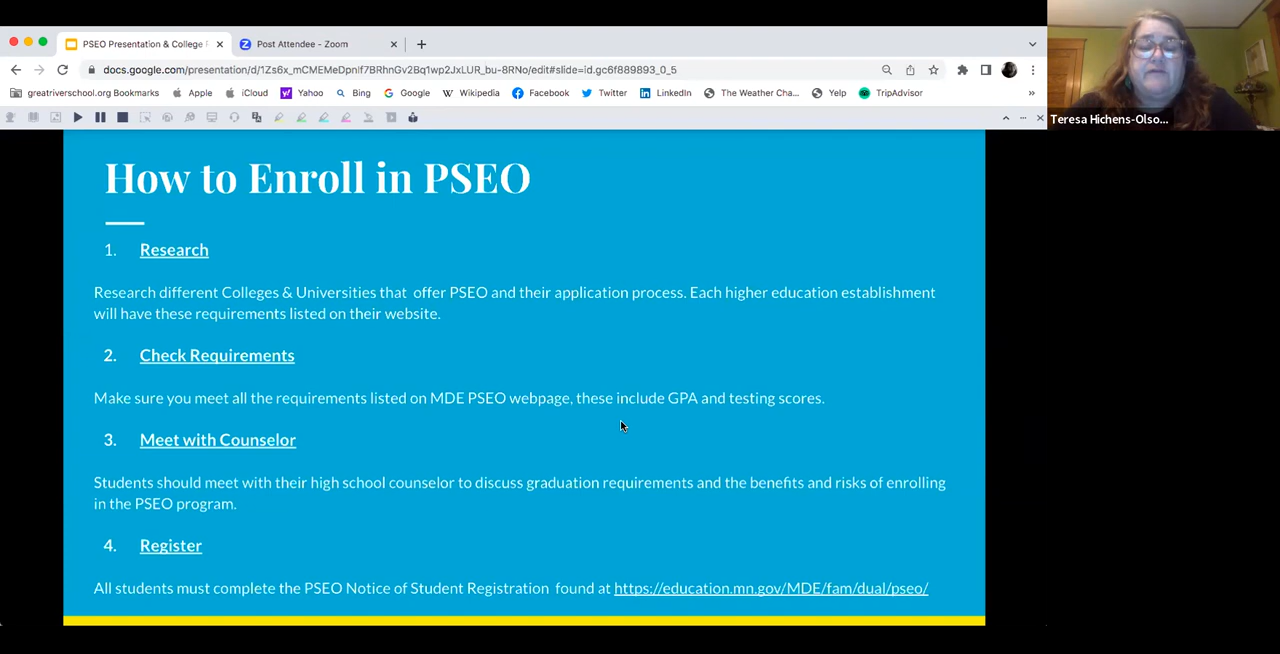 PSEO Presentation & College
Post Attendee - Zoom
docs.google.com/presentation/d/1Zs6x_mCMEMeDpnIf7BRhnGv2Bq1wp2JxLUR_bu-8RNo/edit#slide=id.gc6f889893_0_5
greatriverschool.org Bookmarks Apple iCloud Yahoo Bing Google Wikipedia Facebook Twitter LinkedIn The Weather Cha... Yelp TripAdvisor »
Teresa Hichens-Olso...
How to Enroll in PSEO
1. Research
Research different Colleges & Universities that offer PSEO and their application process. Each higher education establishment
will have these requirements listed on their website.
2. Check Requirements
Make sure you meet all the requirements listed on MDE PSEO webpage, these include GPA and testing scores.
3. Meet with Counselor
Students should meet with their high school counselor to discuss graduation requirements and the benefits and risks of enrolling
in the PSEO program.
4. Register
All students must complete the PSEO Notice of Student Registration found at https://education.mn.gov/MDE/fam/dual/pseo/